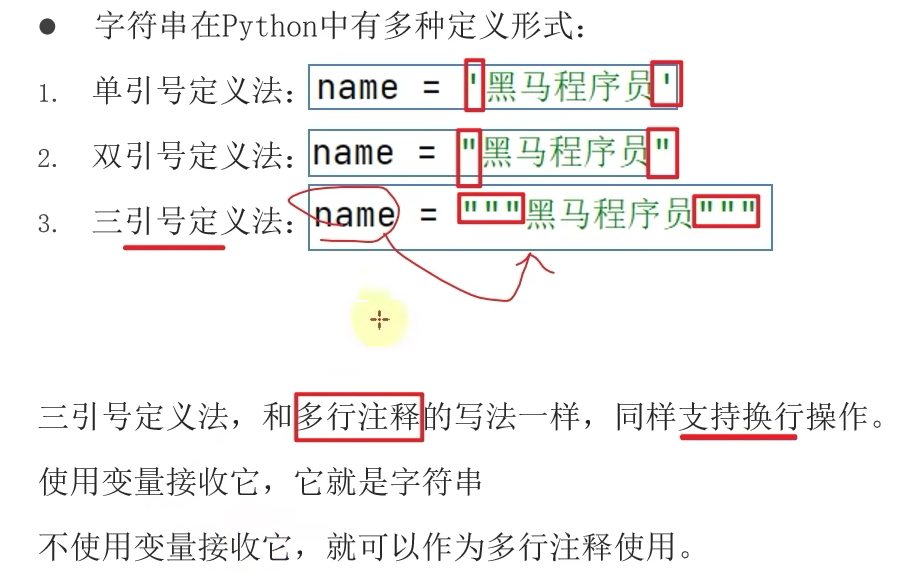 ● 字符串在Python中有多种定义形式：
1. 单引号定义法：name = '黑马程序员'
2. 双引号定义法：name = "黑马程序员"
3. 三引号定义法：name = """黑马程序员"""
三引号定义法，和多行注释的写法一样，同样支持换行操作。
使用变量接收它，它就是字符串
不使用变量接收它，就可以作为多行注释使用。